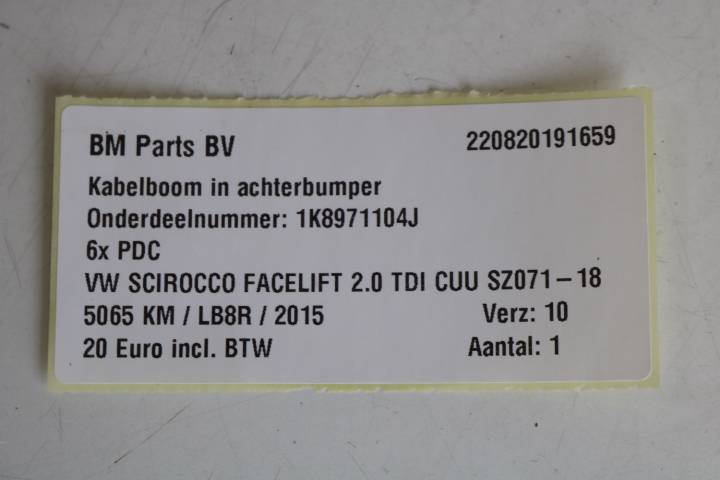 BM Parts BV 220820191659
Kabelboom in achterbumper
Onderdeelnummer: 1K8971104J
6x PDC
VW SCIROCCO FACELIFT 2.0 TDI CUU SZ071-18
5065 KM / LB8R / 2015 Verz: 10
20 Euro incl. BTW Aantal: 1